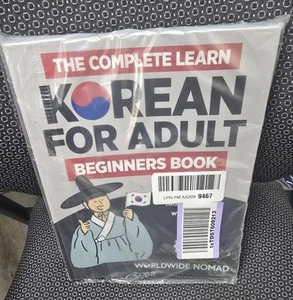 THE COMPLETE LEARN
KOREAN
FOR ADULT
BEGINNERS BOOK
9467
WORLDWIDE NOMAD